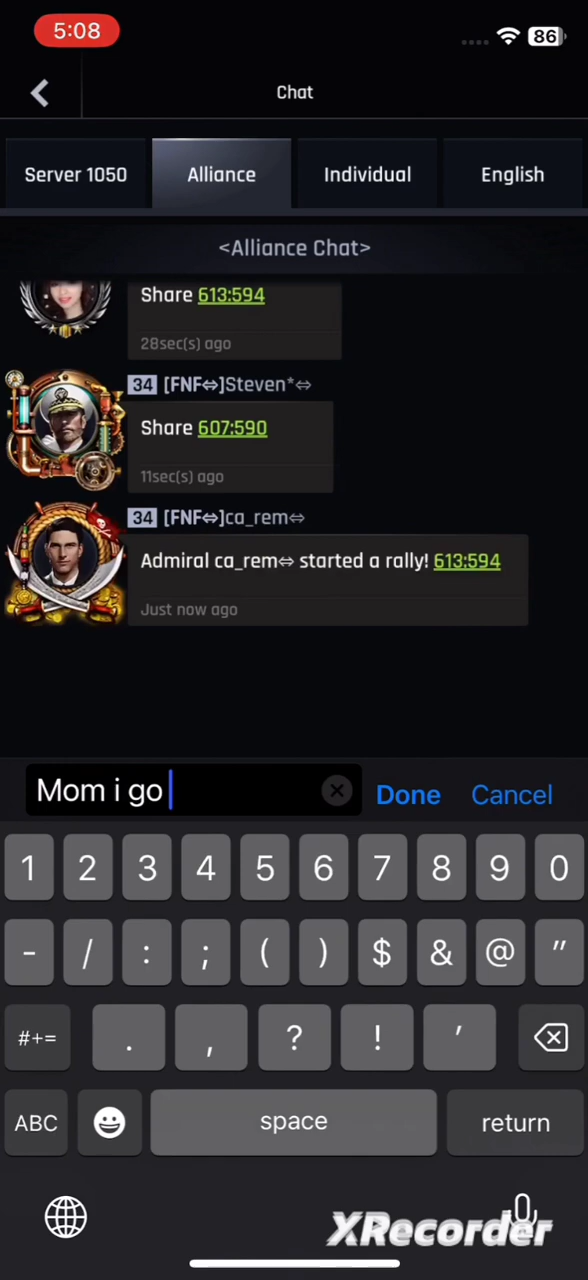 5:08
86
Chat
Server 1050
Alliance
Individual
English
<Alliance Chat>
Share 613:594
28sec(s) ago
34 [FNF⇔]Steven*⇔
Share 607:590
11sec(s) ago
34 [FNF⇔]ca_rem⇔
Admiral ca_rem⇔ started a rally! 613:594
Just now ago
Mom i go
Done
Cancel
1 2 3 4 5 6 7 8 9 0
- / : ; ( ) $ & @ "
#+= . , ? ! '
ABC space return
XRecorder